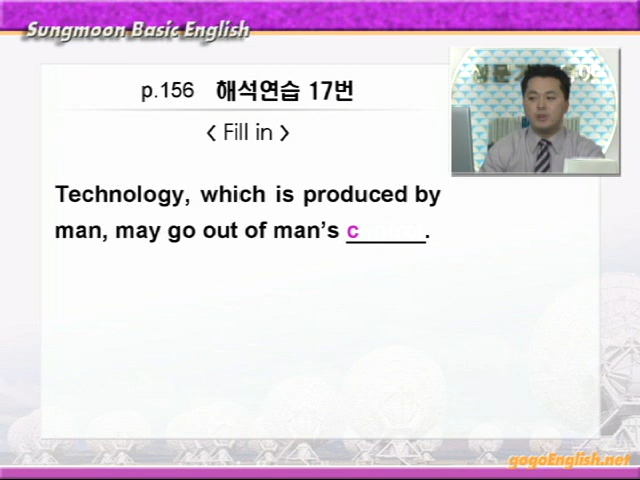 Sungmoon Basic English
p.156 해석연습 17번
< Fill in >
Technology, which is produced by
man, may go out of man's c______.
gogoEnglish.net